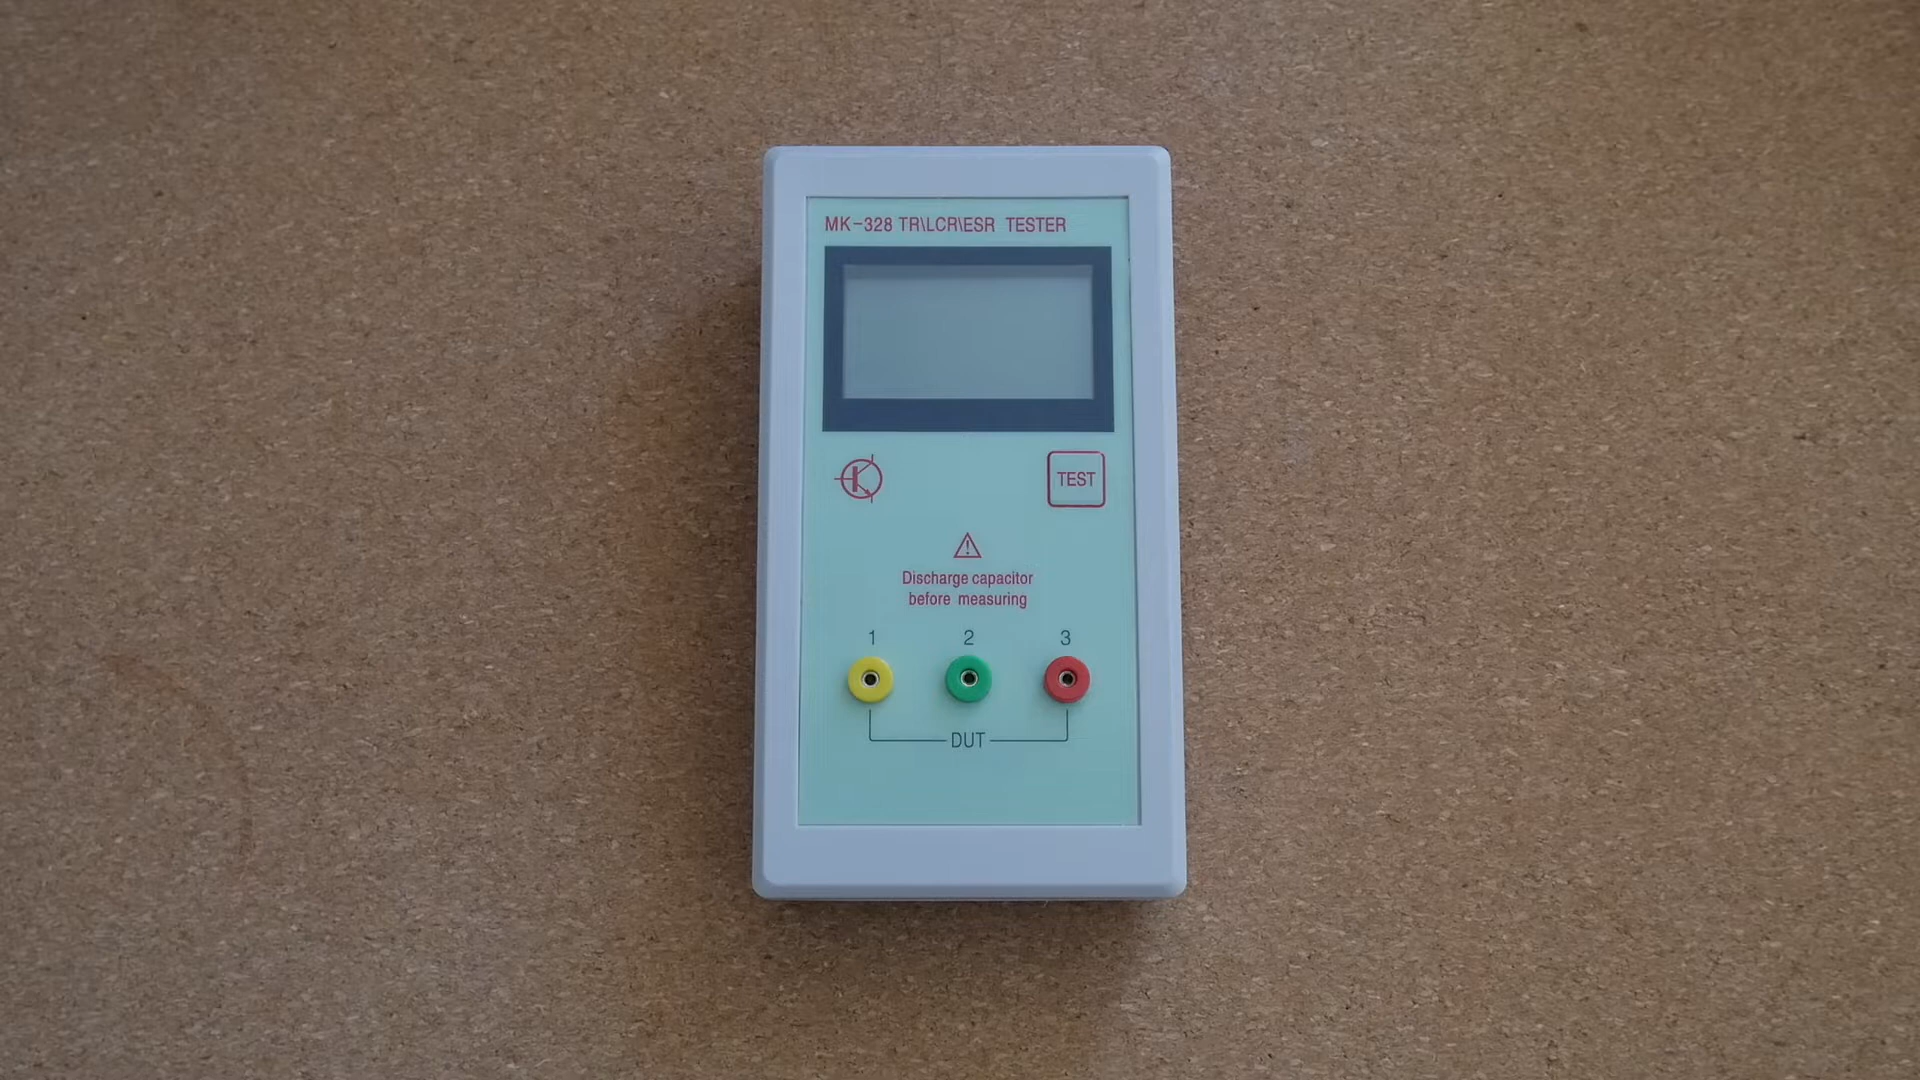 MK-328 TR\LCR\ESR TESTER
TEST
Discharge capacitor
before measuring
1 2 3
DUT